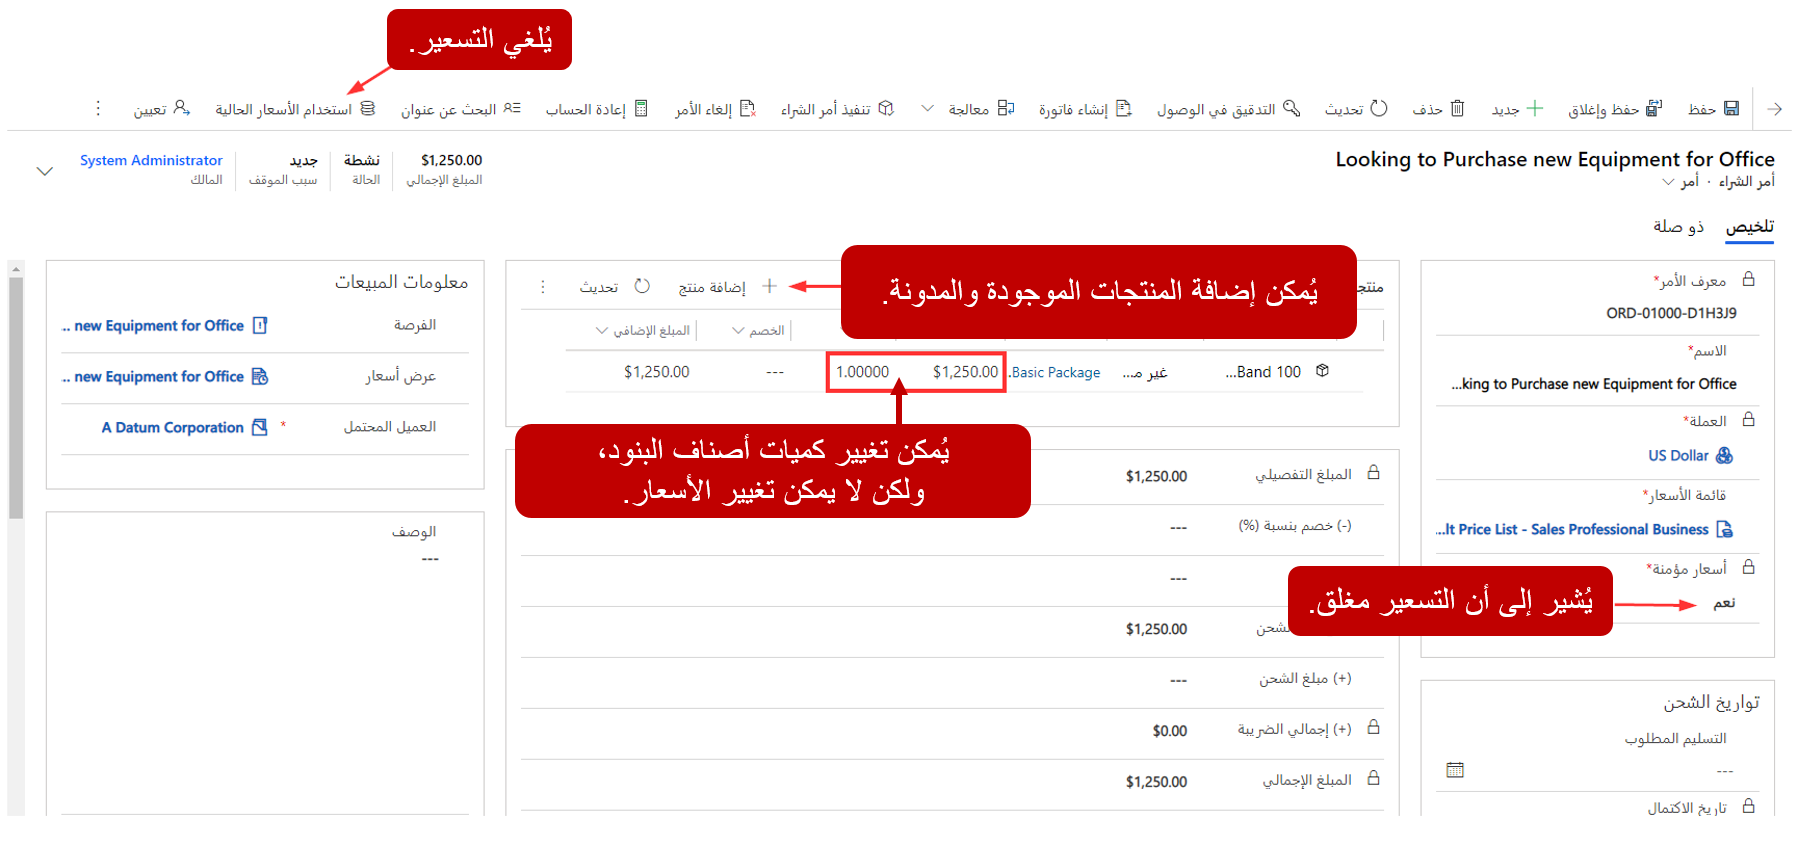 يُلغي التسعير.
حفظ
حفظ وإغلاق
جديد
حذف
تحديث
التدقيق في الوصول
إنشاء فاتورة
معالجة
تنفيذ أمر الشراء
إلغاء الأمر
إعادة الحساب
البحث عن عنوان
استخدام الأسعار الحالية
تعيين
Looking to Purchase new Equipment for Office
أمر الشراء · أمر
$1,250.00
المبلغ الإجمالي
نشطة
الحالة
جديد
سبب الموقف
System Administrator
المالك
تلخيص
ذو صلة
معرف الأمر*
ORD-01000-D1H3J9
الاسم*
...king to Purchase new Equipment for Office
العملة*
US Dollar
قائمة الأسعار*
...lt Price List - Sales Professional Business
أسعار مؤمنة*
نعم
يُشير إلى أن التسعير مغلق.
تواريخ الشحن
التسليم المطلوب
---
تاريخ الاكتمال
منتج
يُمكن إضافة المنتجات الموجودة والمدونة.
إضافة منتج
تحديث
الخصم
المبلغ الإضافي
...Band 100
غير مـ...
Basic Package.
$1,250.00
1.00000
---
$1,250.00
يُمكن تغيير كميات أصناف البنود،
ولكن لا يمكن تغيير الأسعار.
المبلغ التفصيلي
$1,250.00
(-) خصم بنسبة (%)
---
---
الشحن
$1,250.00
(+) مبلغ الشحن
---
(+) إجمالي الضريبة
$0.00
المبلغ الإجمالي
$1,250.00
معلومات المبيعات
الفرصة
... new Equipment for Office
عرض أسعار
... new Equipment for Office
العميل المحتمل
*
A Datum Corporation
الوصف
---